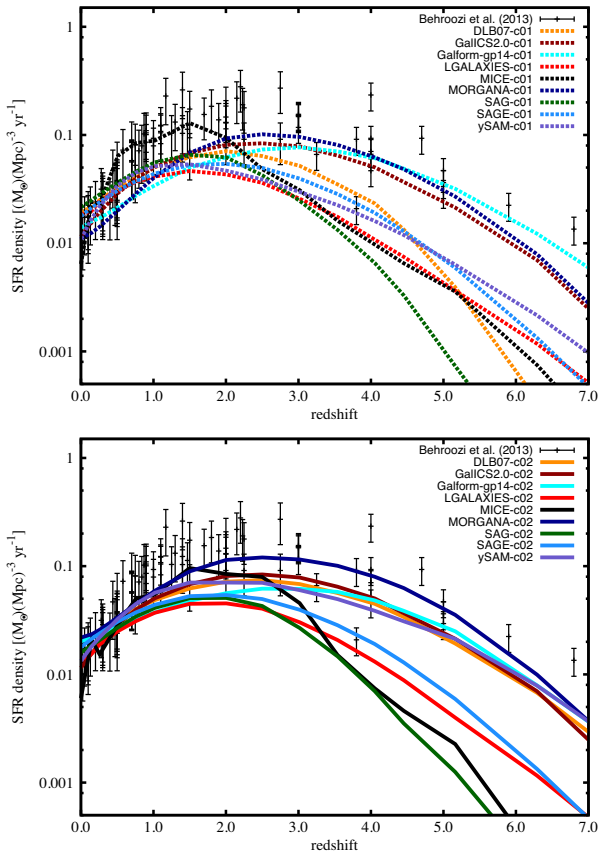 1
0.1
0.01
0.001
SFR density [(M⊙)/(Mpc)⁻³ yr⁻¹]
Behroozi et al. (2013)
DLB07-c01
GalICS2.0-c01
Galform-gp14-c01
LGALAXIES-c01
MICE-c01
MORGANA-c01
SAG-c01
SAGE-c01
ySAM-c01
0.0 1.0 2.0 3.0 4.0 5.0 6.0 7.0
redshift
1
0.1
0.01
0.001
SFR density [(M⊙)/(Mpc)⁻³ yr⁻¹]
Behroozi et al. (2013)
DLB07-c02
GalICS2.0-c02
Galform-gp14-c02
LGALAXIES-c02
MICE-c02
MORGANA-c02
SAG-c02
SAGE-c02
ySAM-c02
0.0 1.0 2.0 3.0 4.0 5.0 6.0 7.0
redshift